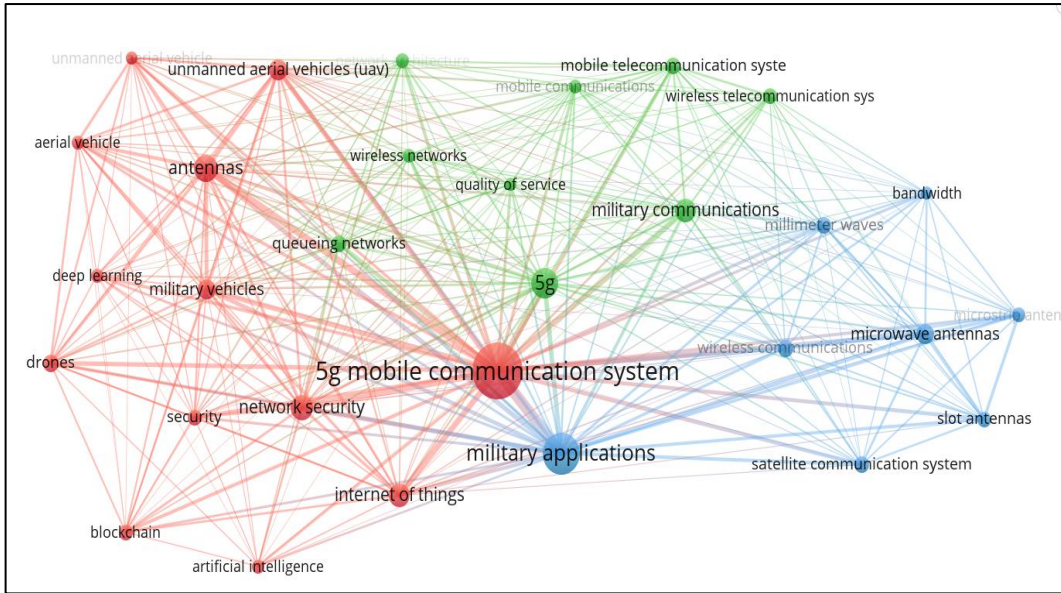 unmanned aerial vehicle
unmanned aerial vehicles (uav)
network architecture
mobile telecommunication syste
mobile communications
wireless telecommunication sys
aerial vehicle
antennas
wireless networks
quality of service
bandwidth
military communications
millimeter waves
queueing networks
deep learning
military vehicles
5g
microstrip anten
microwave antennas
wireless communications
drones
5g mobile communication system
security
network security
slot antennas
military applications
satellite communication system
internet of things
blockchain
artificial intelligence